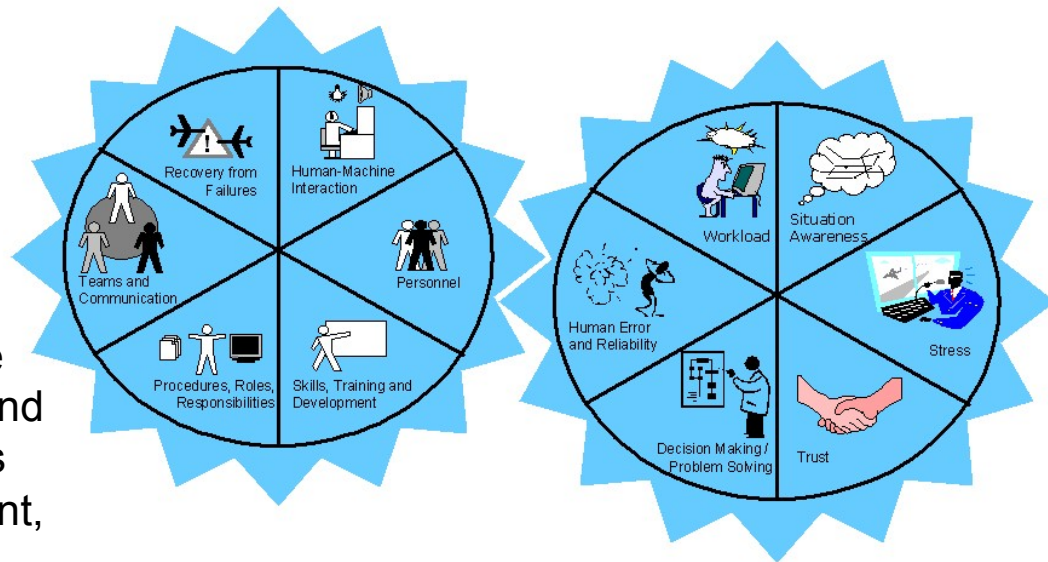 !
Recovery from
Failures
Human-Machine
Interaction
Teams and
Communication
Personnel
Procedures, Roles,
Responsibilities
Skills, Training and
Development
Workload
Situation
Awareness
Human Error
and Reliability
Stress
Decision Making /
Problem Solving
Trust
nd
s
nt,